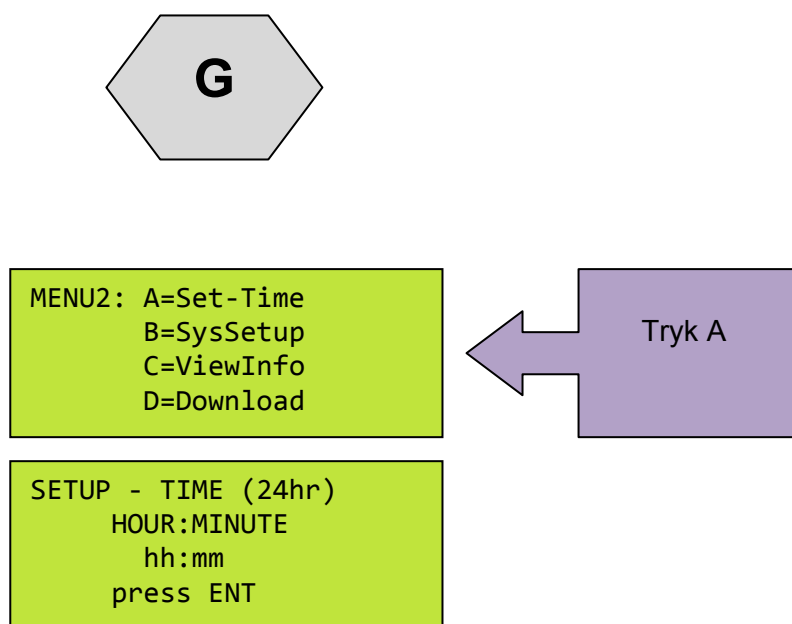 G
MENU2: A=Set-Time
B=SysSetup
C=ViewInfo
D=Download
Tryk A
SETUP - TIME (24hr)
HOUR:MINUTE
hh:mm
press ENT